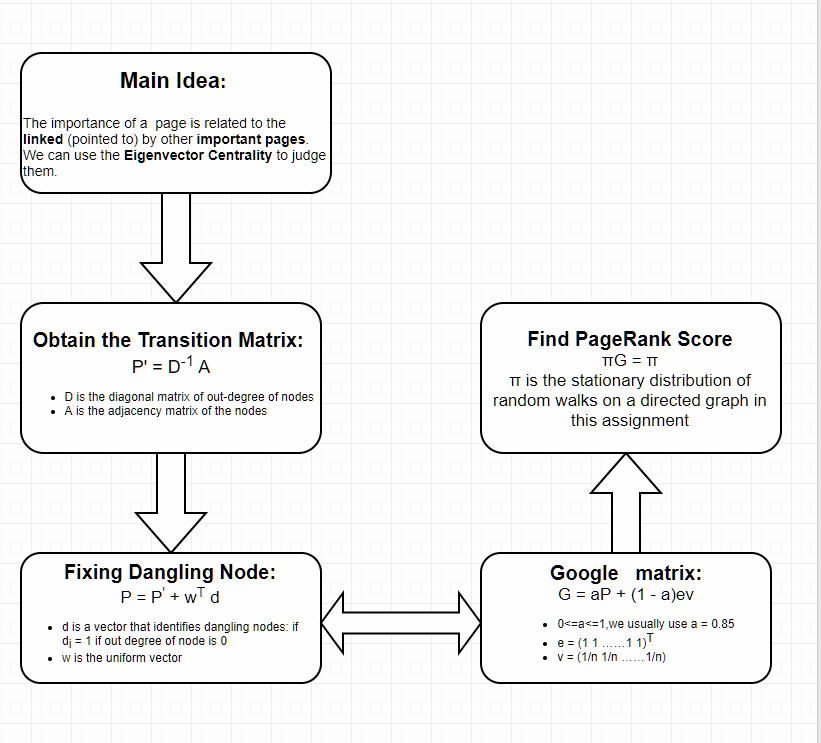 Main Idea:
The importance of a page is related to the
linked (pointed to) by other important pages.
We can use the Eigenvector Centrality to judge
them.
Obtain the Transition Matrix:
P' = D⁻¹ A
• D is the diagonal matrix of out-degree of nodes
• A is the adjacency matrix of the nodes
Fixing Dangling Node:
P = P' + wᵀ d
• d is a vector that identifies dangling nodes: if
dⱼ = 1 if out degree of node is 0
• w is the uniform vector
Google matrix:
G = aP + (1 - a)ev
• 0<=a<=1,we usually use a = 0.85
• e = (1 1 ......1 1)ᵀ
• v = (1/n 1/n ......1/n)
Find PageRank Score
πG = π
π is the stationary distribution of
random walks on a directed graph in
this assignment